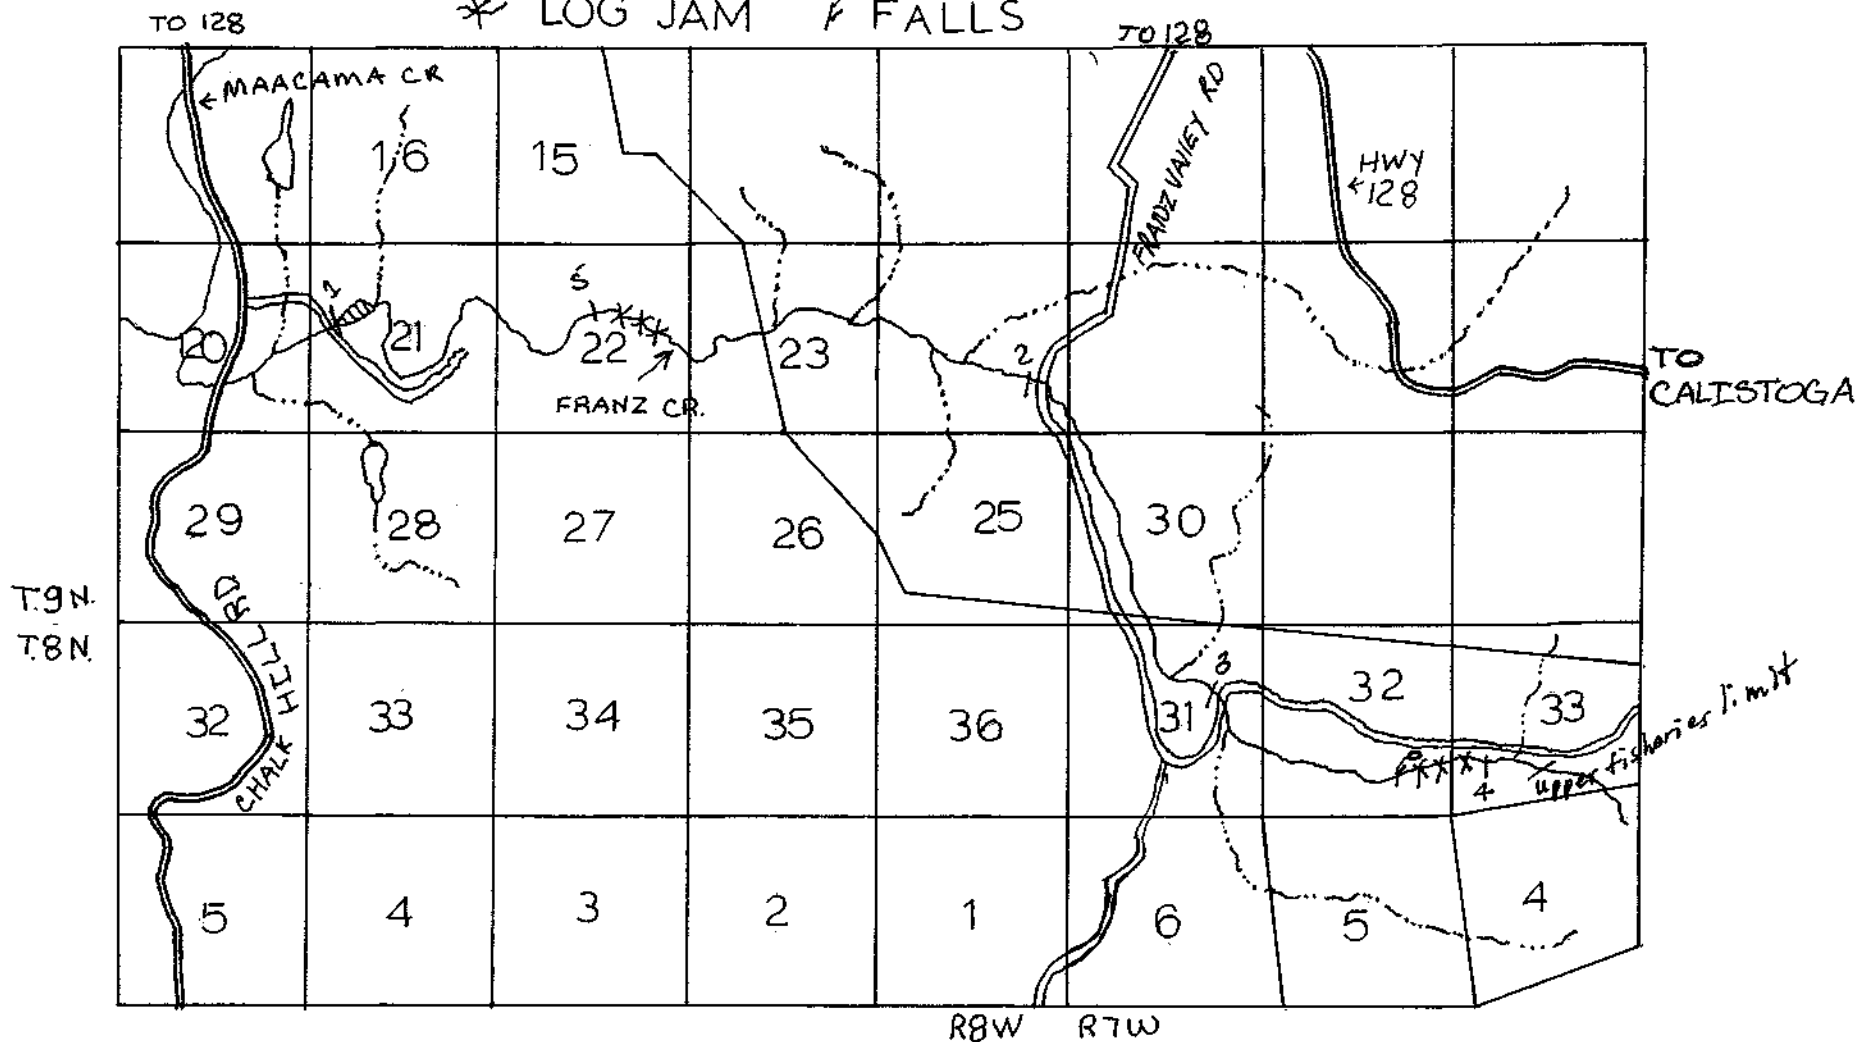 * LOG JAM FALLS
TO 128
TO 128
MAACAMA CR
FRANZ VALLEY RD
HWY
128
16
15
1
5
20
21
22
23
2
FRANZ CR.
TO
CALISTOGA
29
28
27
26
25
30
T.9N.
T.8N.
CHALK HILL RD
32
33
34
35
36
31
3
32
33
4
upper fisheries limit
5
4
3
2
1
6
5
4
R8W R7W